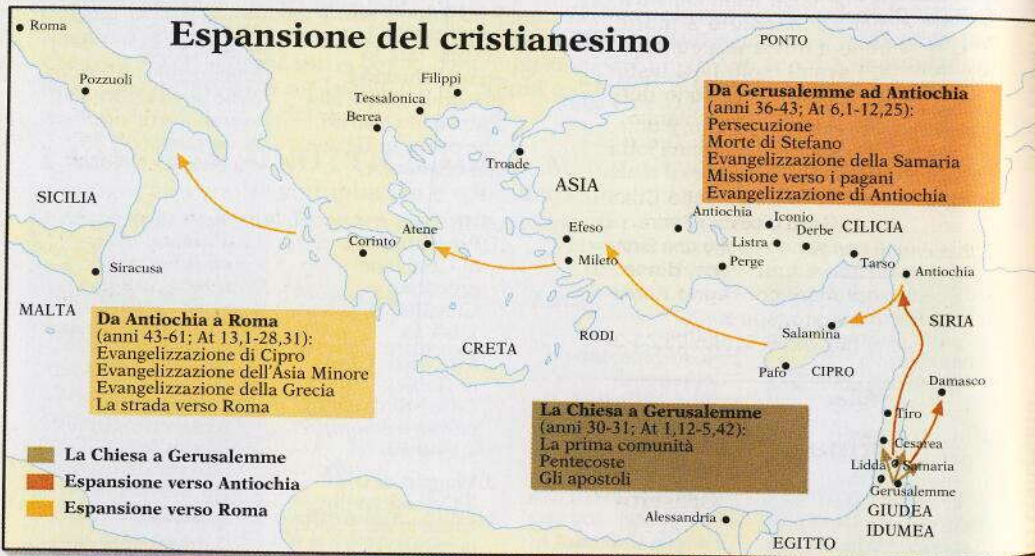 Espansione del cristianesimo
Roma
PONTO
Pozzuoli
Filippi
Tessalonica
Berea
Troade
Da Gerusalemme ad Antiochia
(anni 36-43; At 6,1-12,25):
Persecuzione
Morte di Stefano
Evangelizzazione della Samaria
Missione verso i pagani
Evangelizzazione di Antiochia
ASIA
SICILIA
Antiochia
Iconio
Derbe
CILICIA
Efeso
Atene
Corinto
Listra
Mileto
Perge
Tarso
Antiochia
Siracusa
MALTA
SIRIA
Da Antiochia a Roma
(anni 43-61; At 13,1-28,31):
Evangelizzazione di Cipro
Evangelizzazione dell'Asia Minore
Evangelizzazione della Grecia
La strada verso Roma
Salamina
RODI
CRETA
Pafo
CIPRO
Damasco
La Chiesa a Gerusalemme
(anni 30-31; At 1,12-5,42):
La prima comunità
Pentecoste
Gli apostoli
Tiro
Cesarea
La Chiesa a Gerusalemme
Espansione verso Antiochia
Espansione verso Roma
Lidda
Samaria
Gerusalemme
GIUDEA
IDUMEA
Alessandria
EGITTO